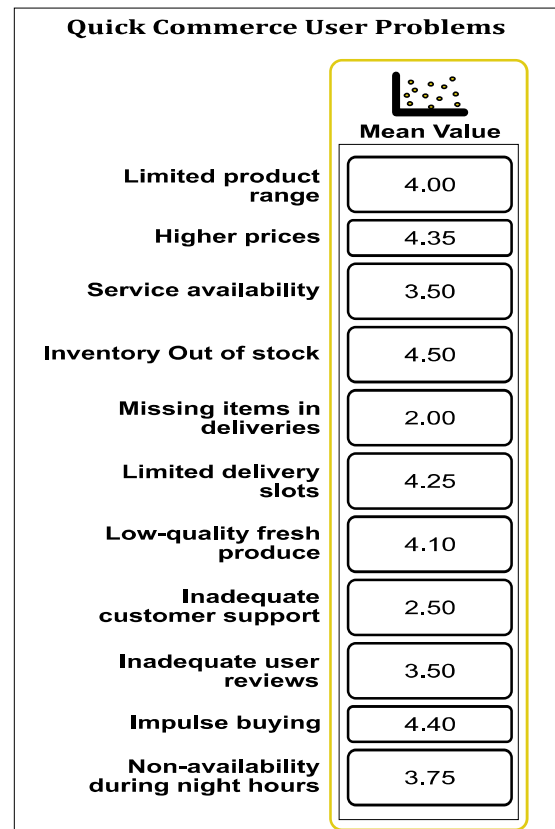 Quick Commerce User Problems
Mean Value
Limited product
range
4.00
Higher prices
4.35
Service availability
3.50
Inventory Out of stock
4.50
Missing items in
deliveries
2.00
Limited delivery
slots
4.25
Low-quality fresh
produce
4.10
Inadequate
customer support
2.50
Inadequate user
reviews
3.50
Impulse buying
4.40
Non-availability
during night hours
3.75